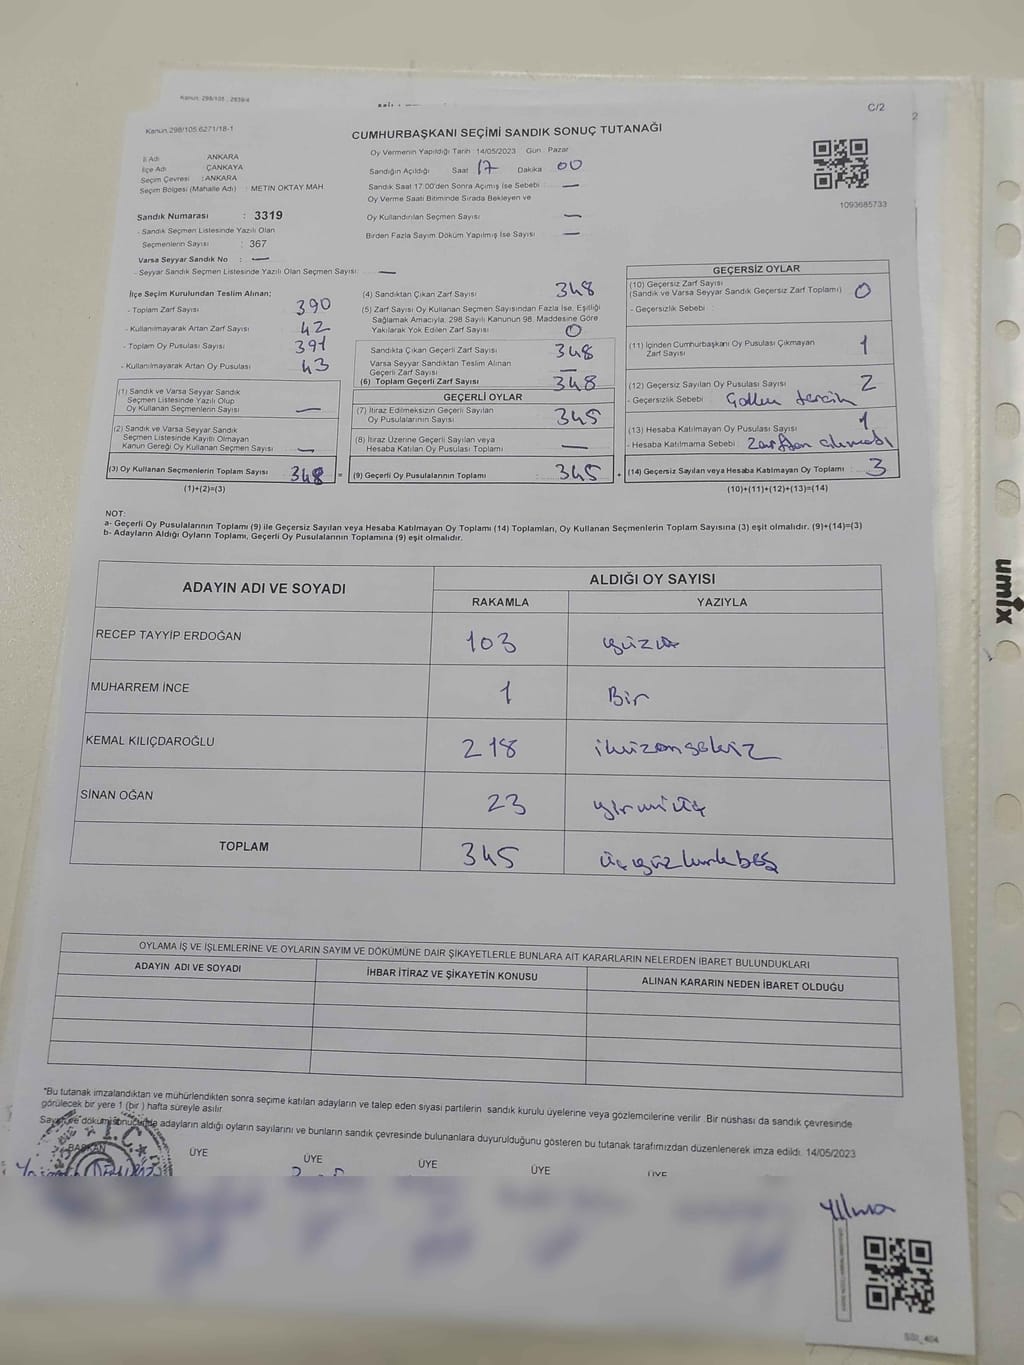 Kanun: 298/105 , 2839/4
C/2
2
Kanun 298/105,6271/18-1
CUMHURBAŞKANI SEÇİMİ SANDIK SONUÇ TUTANAĞI
İl Adı : ANKARA
İlçe Adı : ÇANKAYA
Seçim Çevresi : ANKARA
Seçim Bölgesi (Mahalle Adı) : METİN OKTAY MAH
Oy Vermenin Yapıldığı Tarih : 14/05/2023 Gün : Pazar
Sandığın Açıldığı : Saat 17 Dakika 00
Sandık Saat 17:00'den Sonra Açımış İse Sebebi : —
Oy Verme Saati Bitiminde Sırada Bekleyen ve
Oy Kullandırılan Seçmen Sayısı : —
Birden Fazla Sayım Döküm Yapılmış İse Sayısı : —
1093685733
Sandık Numarası : 3319
- Sandık Seçmen Listesinde Yazılı Olan
Seçmenlerin Sayısı : 367
Varsa Seyyar Sandık No : —
- Seyyar Sandık Seçmen Listesinde Yazılı Olan Seçmen Sayısı: —
İlçe Seçim Kurulundan Teslim Alınan;
- Toplam Zarf Sayısı : 390
- Kullanılmayarak Artan Zarf Sayısı : 42
- Toplam Oy Pusulası Sayısı : 391
- Kullanılmayarak Artan Oy Pusulası : 43
(1) Sandık ve Varsa Seyyar Sandık
Seçmen Listesinde Yazılı Olup
Oy Kullanan Seçmenlerin Sayısı : —
(2) Sandık ve Varsa Seyyar Sandık
Seçmen Listesinde Kayıtlı Olmayan
Kanun Gereği Oy Kullanan Seçmen Sayısı : —
(3) Oy Kullanan Seçmenlerin Toplam Sayısı : 348 =
(1)+(2)=(3)
(4) Sandıktan Çıkan Zarf Sayısı : 348
(5) Zarf Sayısı Oy Kullanan Seçmen Sayısından Fazla İse, Eşitliği
Sağlamak Amacıyla; 298 Sayılı Kanunun 98. Maddesine Göre
Yakılarak Yok Edilen Zarf Sayısı : 0
Sandıkta Çıkan Geçerli Zarf Sayısı : 348
Varsa Seyyar Sandıktan Teslim Alınan
Geçerli Zarf Sayısı : —
(6) Toplam Geçerli Zarf Sayısı : 348
GEÇERLİ OYLAR
(7) İtiraz Edilmeksizin Geçerli Sayılan
Oy Pusulalarının Sayısı : 345
(8) İtiraz Üzerine Geçerli Sayılan veya
Hesaba Katılan Oy Pusulası Toplamı : —
(9) Geçerli Oy Pusulalarının Toplamı : 345 +
GEÇERSİZ OYLAR
(10) Geçersiz Zarf Sayısı
(Sandık ve Varsa Seyyar Sandık Geçersiz Zarf Toplamı) : 0
- Geçersizlik Sebebi :
(11) İçinden Cumhurbaşkanı Oy Pusulası Çıkmayan
Zarf Sayısı : 1
(12) Geçersiz Sayılan Oy Pusulası Sayısı : 2
- Geçersizlik Sebebi : tercih
(13) Hesaba Katılmayan Oy Pusulası Sayısı : 1
- Hesaba Katılmama Sebebi : Zarftan çıkmadı
(14) Geçersiz Sayılan veya Hesaba Katılmayan Oy Toplamı : 3
(10)+(11)+(12)+(13)=(14)
NOT:
a- Geçerli Oy Pusulalarının Toplamı (9) ile Geçersiz Sayılan veya Hesaba Katılmayan Oy Toplamı (14) Toplamları, Oy Kullanan Seçmenlerin Toplam Sayısına (3) eşit olmalıdır. (9)+(14)=(3)
b- Adayların Aldığı Oyların Toplamı, Geçerli Oy Pusulalarının Toplamına (9) eşit olmalıdır.
ADAYIN ADI VE SOYADI
ALDIĞI OY SAYISI
RAKAMLA YAZIYLA
RECEP TAYYİP ERDOĞAN 103 yüzüç
MUHARREM İNCE 1 Bir
KEMAL KILIÇDAROĞLU 218 ikiyüzonsekiz
SİNAN OĞAN 23 yirmiüç
TOPLAM 345 üçyüzkırkbeş
OYLAMA İŞ VE İŞLEMLERİNE VE OYLARIN SAYIM VE DÖKÜMÜNE DAİR ŞİKAYETLERLE BUNLARA AİT KARARLARIN NELERDEN İBARET BULUNDUKLARI
ADAYIN ADI VE SOYADI İHBAR İTİRAZ VE ŞİKAYETİN KONUSU ALINAN KARARIN NEDEN İBARET OLDUĞU
*Bu tutanak imzalandıktan ve mühürlendikten sonra seçime katılan adayların ve talep eden siyasi partilerin sandık kurulu üyelerine veya gözlemcilerine verilir. Bir nüshası da sandık çevresinde
görülecek bir yere 1 (bir ) hafta süreyle asılır
Sayım ve dökümsonucunda adayların aldığı oyların sayılarını ve bunların sandık çevresinde bulunanlara duyurulduğunu gösteren bu tutanak tarafımızdan düzenlenerek imza edildi. 14/05/2023
BAŞKAN ÜYE ÜYE ÜYE ÜYE ÜYE
T.C.
umix
SSİ_404